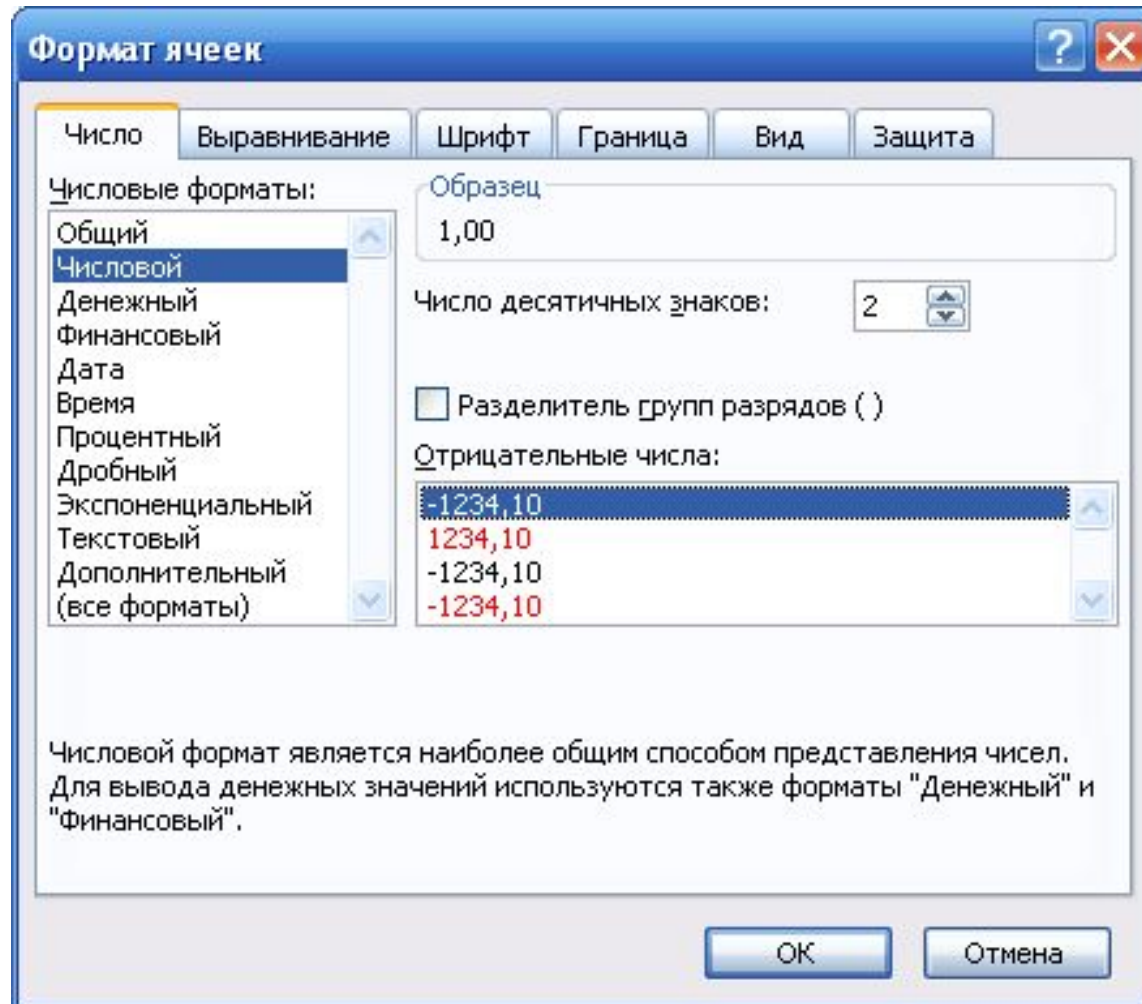 Формат ячеек
Число Выравнивание Шрифт Граница Вид Защита
Числовые форматы:
Общий
Числовой
Денежный
Финансовый
Дата
Время
Процентный
Дробный
Экспоненциальный
Текстовый
Дополнительный
(все форматы)
Образец
1,00
Число десятичных знаков: 2
Разделитель групп разрядов ( )
Отрицательные числа:
-1234,10
1234,10
-1234,10
-1234,10
Числовой формат является наиболее общим способом представления чисел.
Для вывода денежных значений используются также форматы "Денежный" и
"Финансовый".
ОК Отмена